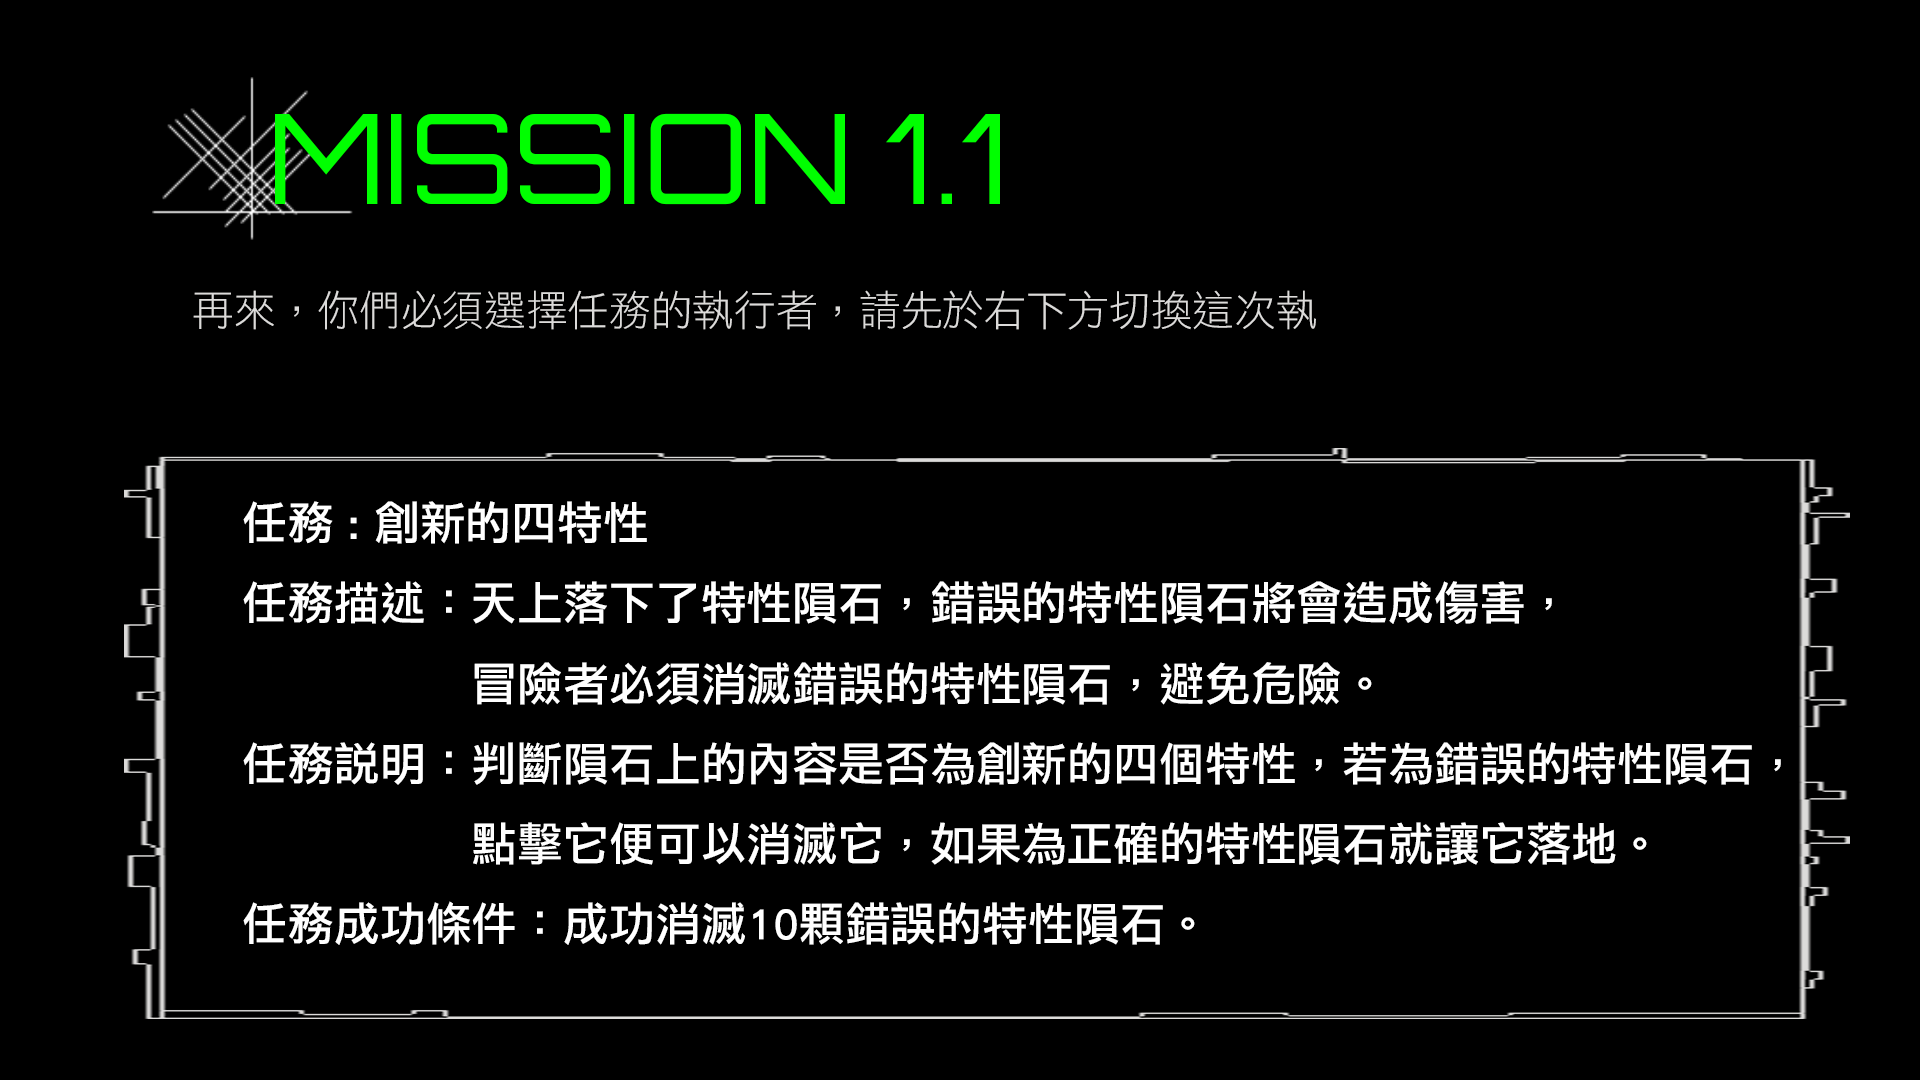 MISSION 1.1
再來，你們必須選擇任務的執行者，請先於右下方切換這次執
任務 : 創新的四特性
任務描述：天上落下了特性隕石，錯誤的特性隕石將會造成傷害，
冒險者必須消滅錯誤的特性隕石，避免危險。
任務說明：判斷隕石上的內容是否為創新的四個特性，若為錯誤的特性隕石，
點擊它便可以消滅它，如果為正確的特性隕石就讓它落地。
任務成功條件：成功消滅10顆錯誤的特性隕石。